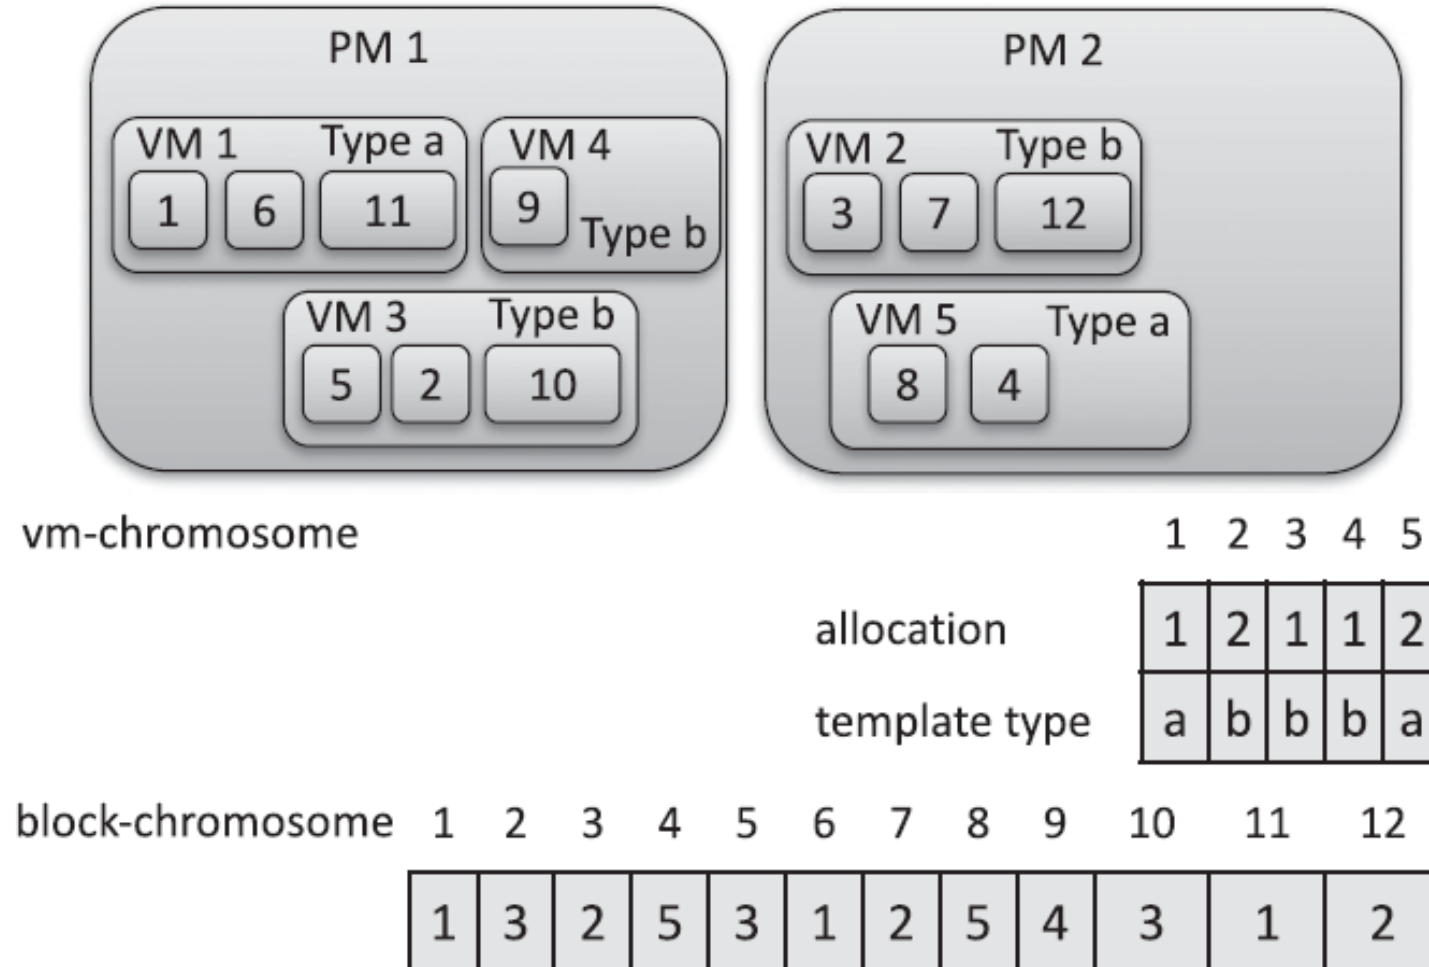 PM 1
PM 2
VM 1 Type a
VM 4
VM 2 Type b
1 6 11
9
Type b
3 7 12
VM 3 Type b
VM 5 Type a
5 2 10
8 4
vm-chromosome 1 2 3 4 5
allocation 1 2 1 1 2
template type a b b b a
block-chromosome 1 2 3 4 5 6 7 8 9 10 11 12
1 3 2 5 3 1 2 5 4 3 1 2